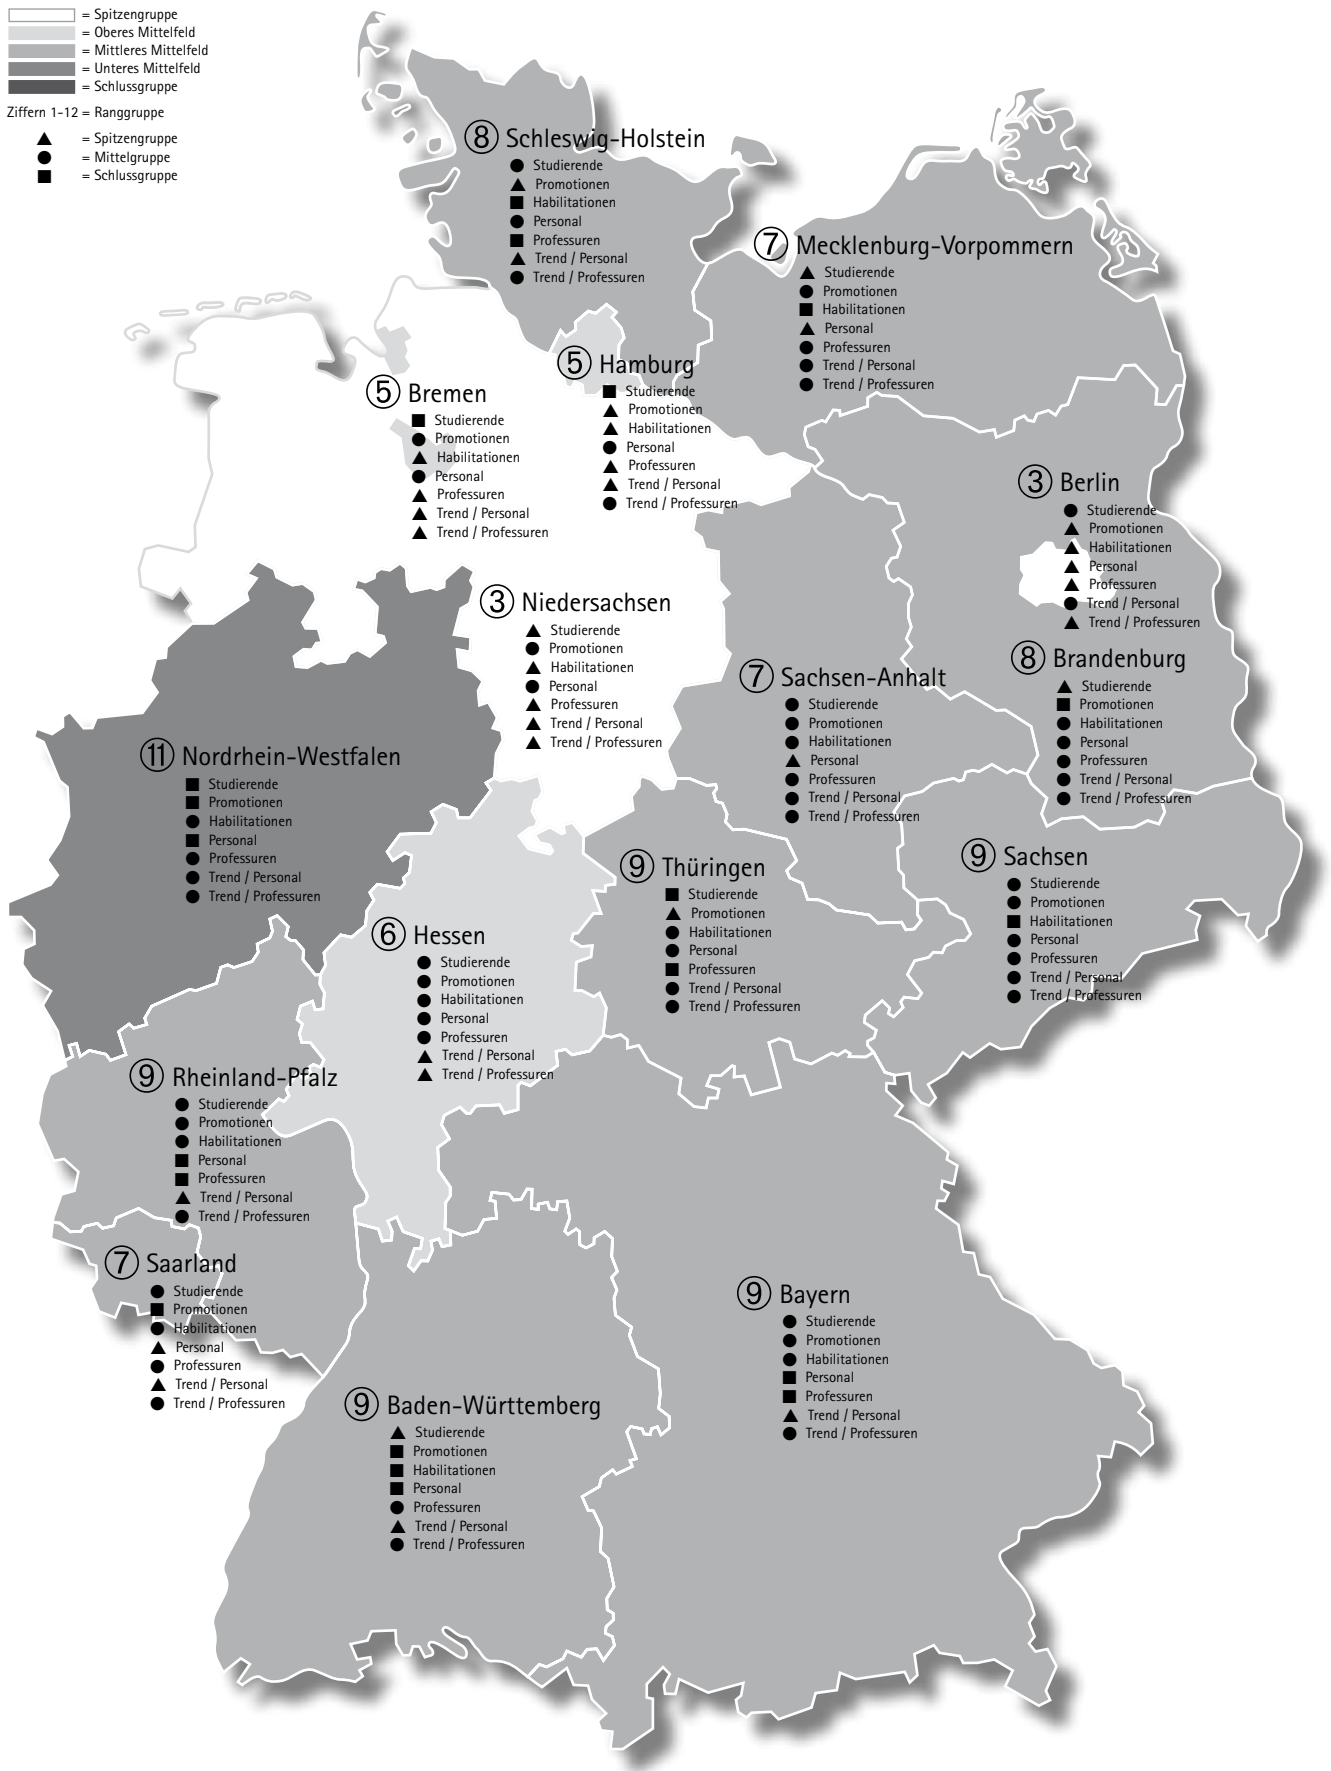 = Spitzengruppe
= Oberes Mittelfeld
= Mittleres Mittelfeld
= Unteres Mittelfeld
= Schlussgruppe
Ziffern 1-12 = Ranggruppe
▲ = Spitzengruppe
● = Mittelgruppe
■ = Schlussgruppe
8 Schleswig-Holstein
● Studierende
▲ Promotionen
■ Habilitationen
● Personal
■ Professuren
▲ Trend / Personal
● Trend / Professuren
7 Mecklenburg-Vorpommern
▲ Studierende
● Promotionen
■ Habilitationen
▲ Personal
● Professuren
● Trend / Personal
● Trend / Professuren
5 Hamburg
■ Studierende
▲ Promotionen
▲ Habilitationen
● Personal
▲ Professuren
▲ Trend / Personal
● Trend / Professuren
5 Bremen
■ Studierende
● Promotionen
▲ Habilitationen
● Personal
▲ Professuren
▲ Trend / Personal
▲ Trend / Professuren
3 Berlin
● Studierende
▲ Promotionen
▲ Habilitationen
▲ Personal
▲ Professuren
● Trend / Personal
▲ Trend / Professuren
3 Niedersachsen
▲ Studierende
● Promotionen
▲ Habilitationen
● Personal
▲ Professuren
▲ Trend / Personal
▲ Trend / Professuren
8 Brandenburg
▲ Studierende
■ Promotionen
● Habilitationen
● Personal
● Professuren
● Trend / Personal
● Trend / Professuren
7 Sachsen-Anhalt
● Studierende
● Promotionen
● Habilitationen
▲ Personal
● Professuren
● Trend / Personal
● Trend / Professuren
11 Nordrhein-Westfalen
■ Studierende
■ Promotionen
● Habilitationen
■ Personal
● Professuren
● Trend / Personal
● Trend / Professuren
9 Thüringen
■ Studierende
▲ Promotionen
● Habilitationen
● Personal
■ Professuren
● Trend / Personal
● Trend / Professuren
9 Sachsen
● Studierende
● Promotionen
■ Habilitationen
● Personal
● Professuren
● Trend / Personal
● Trend / Professuren
6 Hessen
● Studierende
● Promotionen
● Habilitationen
● Personal
● Professuren
▲ Trend / Personal
▲ Trend / Professuren
9 Rheinland-Pfalz
● Studierende
● Promotionen
● Habilitationen
■ Personal
■ Professuren
▲ Trend / Personal
● Trend / Professuren
7 Saarland
● Studierende
■ Promotionen
● Habilitationen
▲ Personal
● Professuren
▲ Trend / Personal
● Trend / Professuren
9 Bayern
● Studierende
● Promotionen
● Habilitationen
■ Personal
■ Professuren
▲ Trend / Personal
● Trend / Professuren
9 Baden-Württemberg
▲ Studierende
■ Promotionen
■ Habilitationen
■ Personal
● Professuren
▲ Trend / Personal
● Trend / Professuren